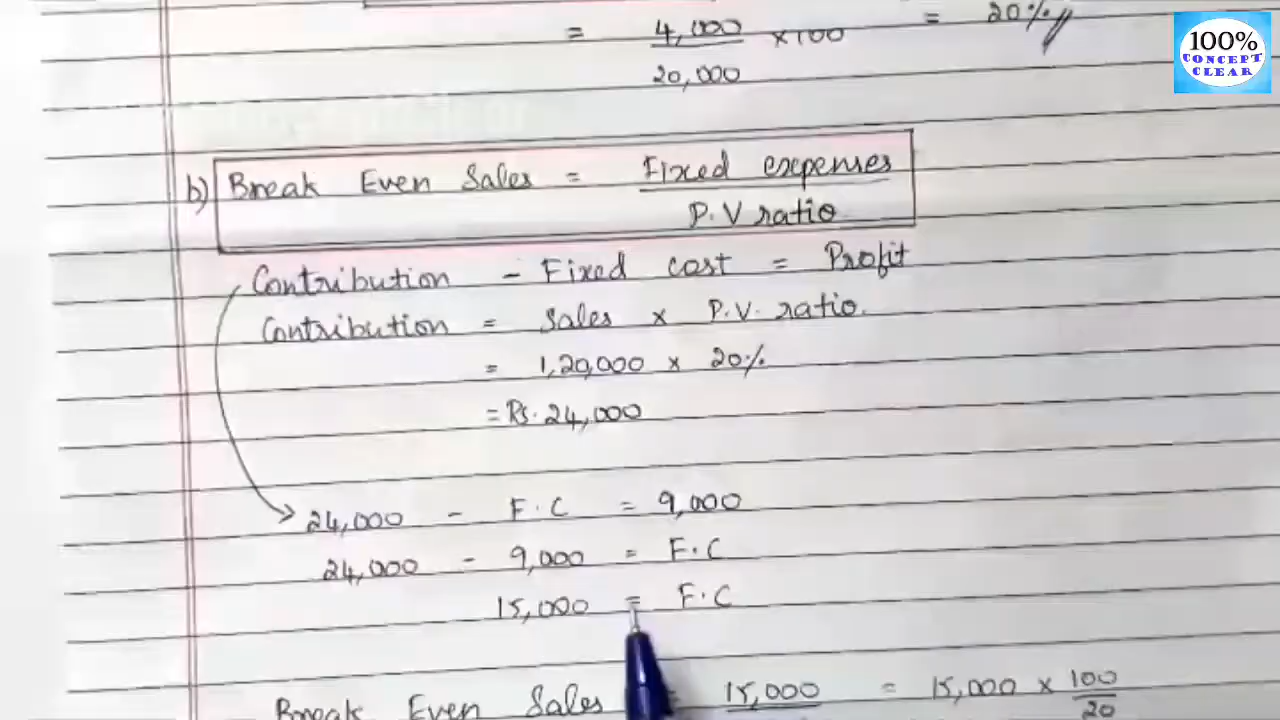 = 4,000 × 100 = 20%
20,000
100%
CONCEPT
CLEAR
b) Break Even Sales = Fixed expenses
P.V ratio
Contribution - Fixed cost = Profit
Contribution = Sales × P.V. ratio.
= 1,20,000 × 20%
= Rs. 24,000
24,000 - F.C = 9,000
24,000 - 9,000 = F.C
15,000 = F.C
Break Even Sales = 15,000 = 15,000 × 100
20